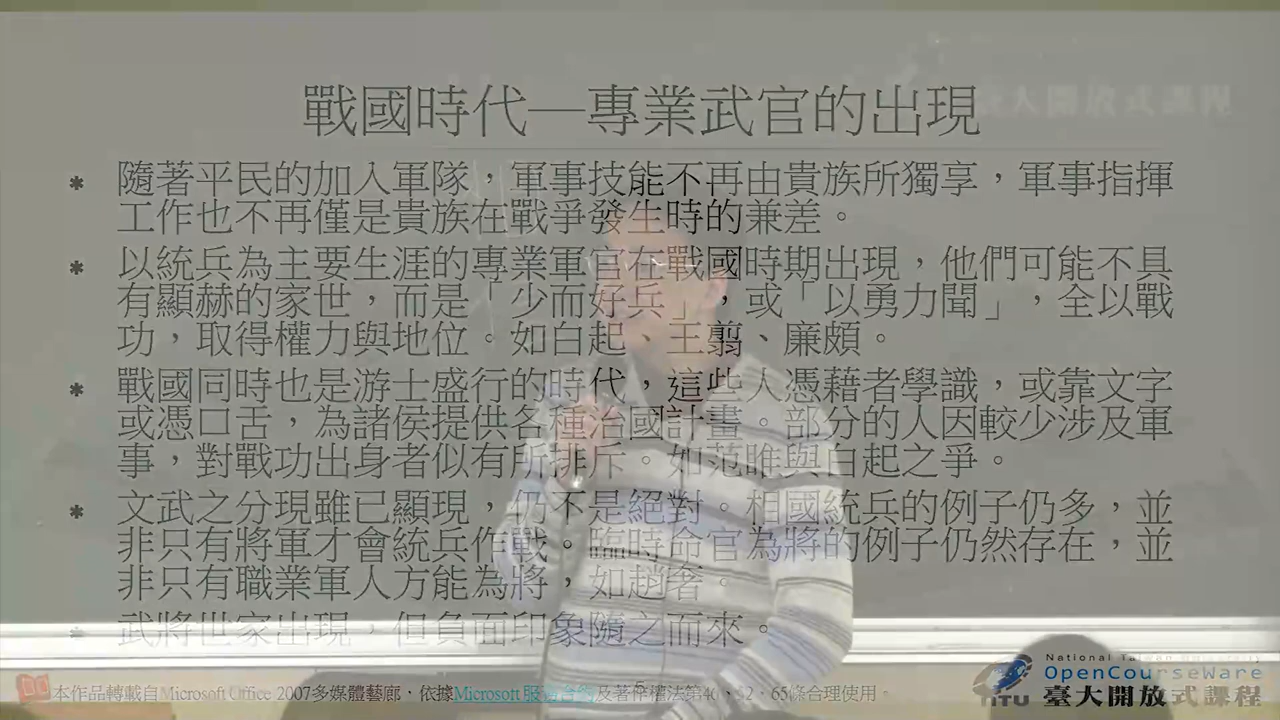 戰國時代—專業武官的出現
* 隨著平民的加入軍隊，軍事技能不再由貴族所獨享，軍事指揮
工作也不再僅是貴族在戰爭發生時的兼差。
* 以統兵為主要生涯的專業軍官在戰國時期出現，他們可能不具
有顯赫的家世，而是「少而好兵」，或「以勇力聞」，全以戰
功，取得權力與地位。如白起、王翦、廉頗。
* 戰國同時也是游士盛行的時代，這些人憑藉者學識，或靠文字
或憑口舌，為諸侯提供各種治國計畫。部分的人因較少涉及軍
事，對戰功出身者似有所排斥。如范睢與白起之爭。
* 文武之分現雖已顯現，仍不是絕對。相國統兵的例子仍多，並
非只有將軍才會統兵作戰。臨時命官為將的例子仍然存在，並
非只有職業軍人方能為將，如趙奢。
* 武將世家出現，但負面印象隨之而來。
本作品轉載自Microsoft Office 2007多媒體藝廊，依據Microsoft 服務合約及著作權法第46、52、65條合理使用。
5
National Taiwan University
OpenCourseWare
NTU 臺大開放式課程